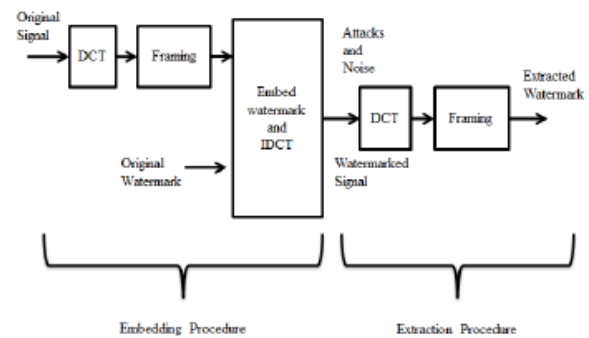 Original
Signal
DCT
Framing
Embed
watermark
and
IDCT
Original
Watermark
Attacks
and
Noise
DCT
Framing
Extracted
Watermark
Watermarked
Signal
Embedding Procedure
Extraction Procedure